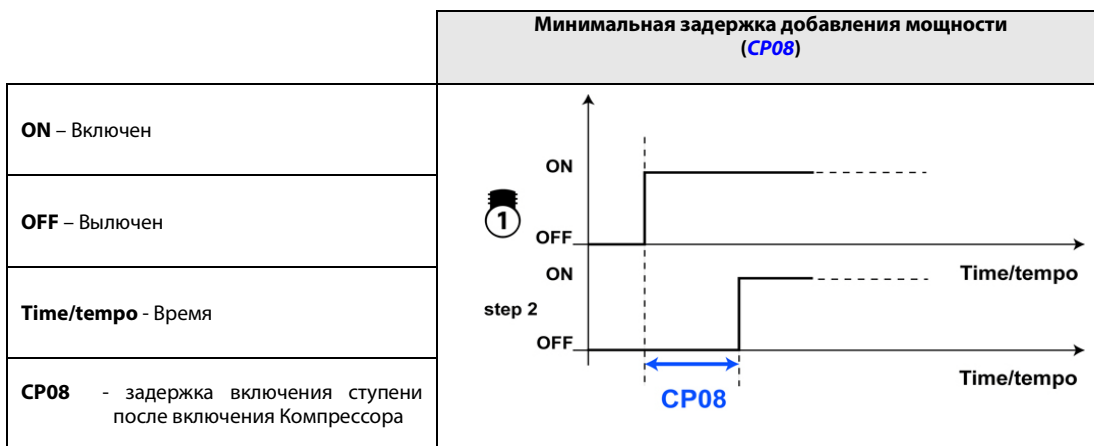 Минимальная задержка добавления мощности
(CP08)
ON – Включен
OFF – Вылючен
Time/tempo - Время
CP08 - задержка включения ступени
после включения Компрессора
ON
1
OFF
Time/tempo
ON
step 2
OFF
Time/tempo
CP08